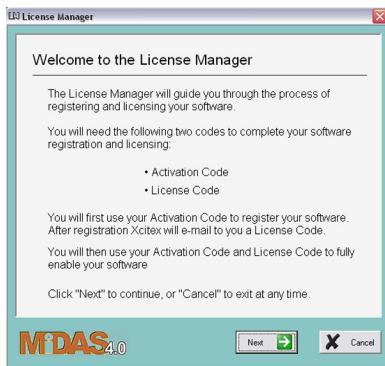 License Manager
Welcome to the License Manager
The License Manager will guide you through the process of
registering and licensing your software.
You will need the following two codes to complete your software
registration and licensing:
• Activation Code
• License Code
You will first use your Activation Code to register your software.
After registration Xcitex will e-mail to you a License Code.
You will then use your Activation Code and License Code to fully
enable your software
Click "Next" to continue, or "Cancel" to exit at any time.
MiDAS 4.0
Next
Cancel